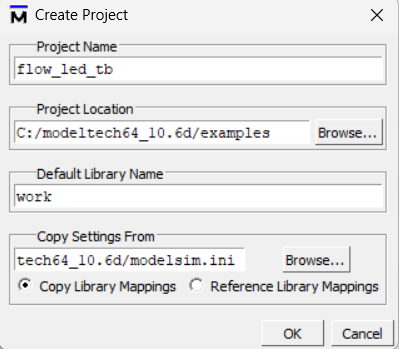 Create Project
Project Name
flow_led_tb
Project Location
C:/modeltech64_10.6d/examples
Browse...
Default Library Name
work
Copy Settings From
tech64_10.6d/modelsim.ini
Browse...
Copy Library Mappings
Reference Library Mappings
OK
Cancel